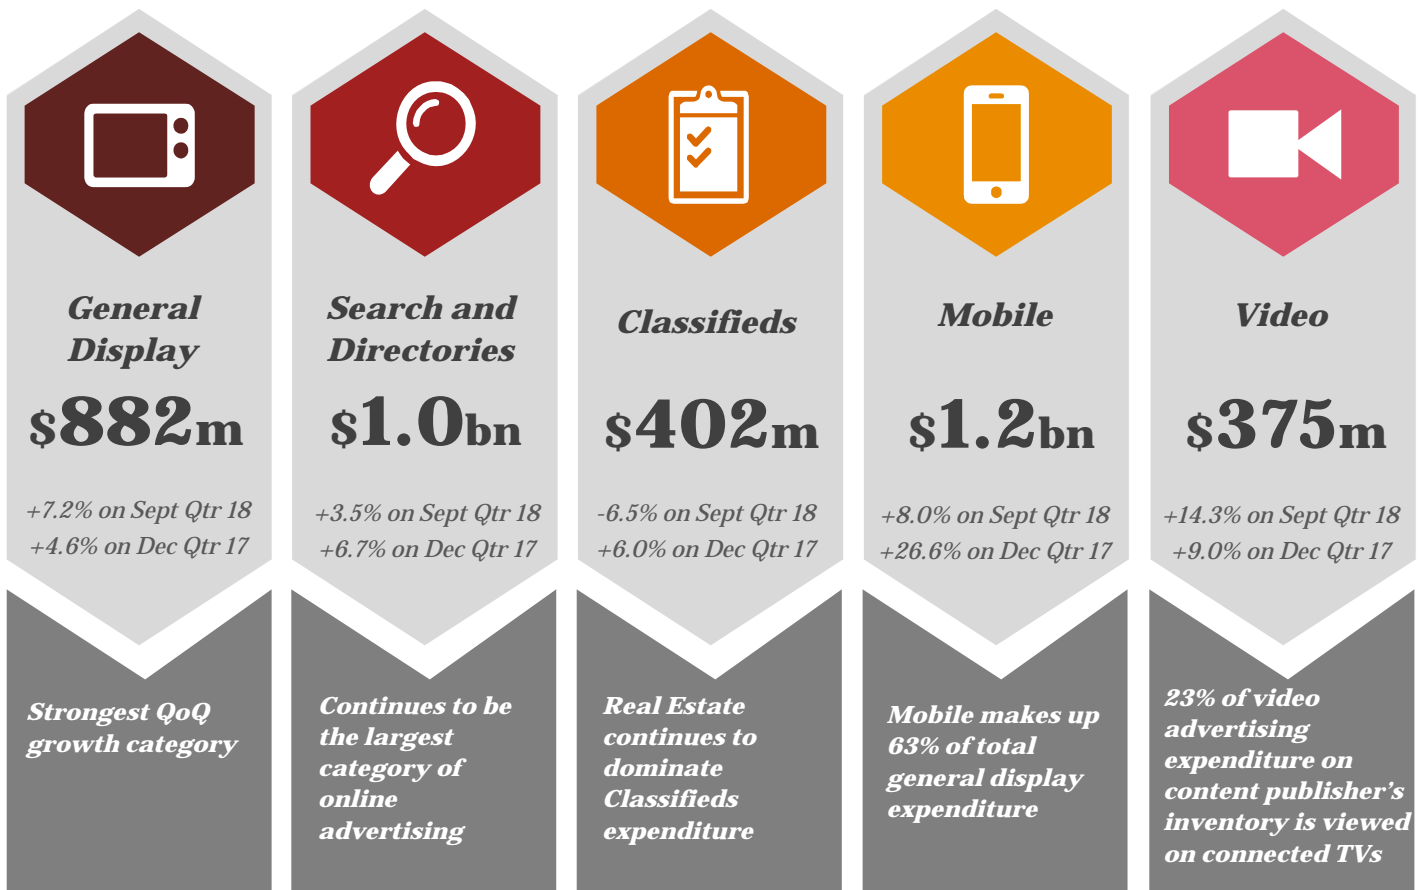 General
Display
$882m
+7.2% on Sept Qtr 18
+4.6% on Dec Qtr 17
Strongest QoQ
growth category
Search and
Directories
$1.0bn
+3.5% on Sept Qtr 18
+6.7% on Dec Qtr 17
Continues to be
the largest
category of
online
advertising
Classifieds
$402m
-6.5% on Sept Qtr 18
+6.0% on Dec Qtr 17
Real Estate
continues to
dominate
Classifieds
expenditure
Mobile
$1.2bn
+8.0% on Sept Qtr 18
+26.6% on Dec Qtr 17
Mobile makes up
63% of total
general display
expenditure
Video
$375m
+14.3% on Sept Qtr 18
+9.0% on Dec Qtr 17
23% of video
advertising
expenditure on
content publisher’s
inventory is viewed
on connected TVs